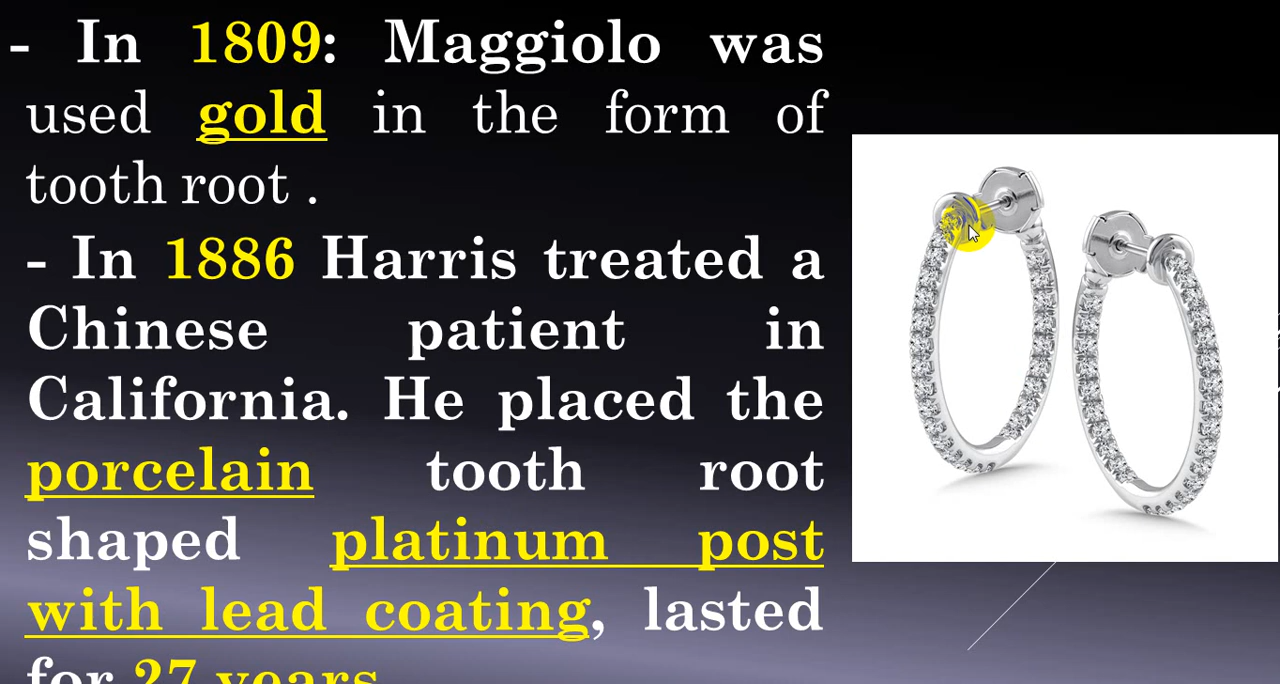 - In 1809: Maggiolo was
used gold in the form of
tooth root .
- In 1886 Harris treated a
Chinese patient in
California. He placed the
porcelain tooth root
shaped platinum post
with lead coating, lasted
for 27 years